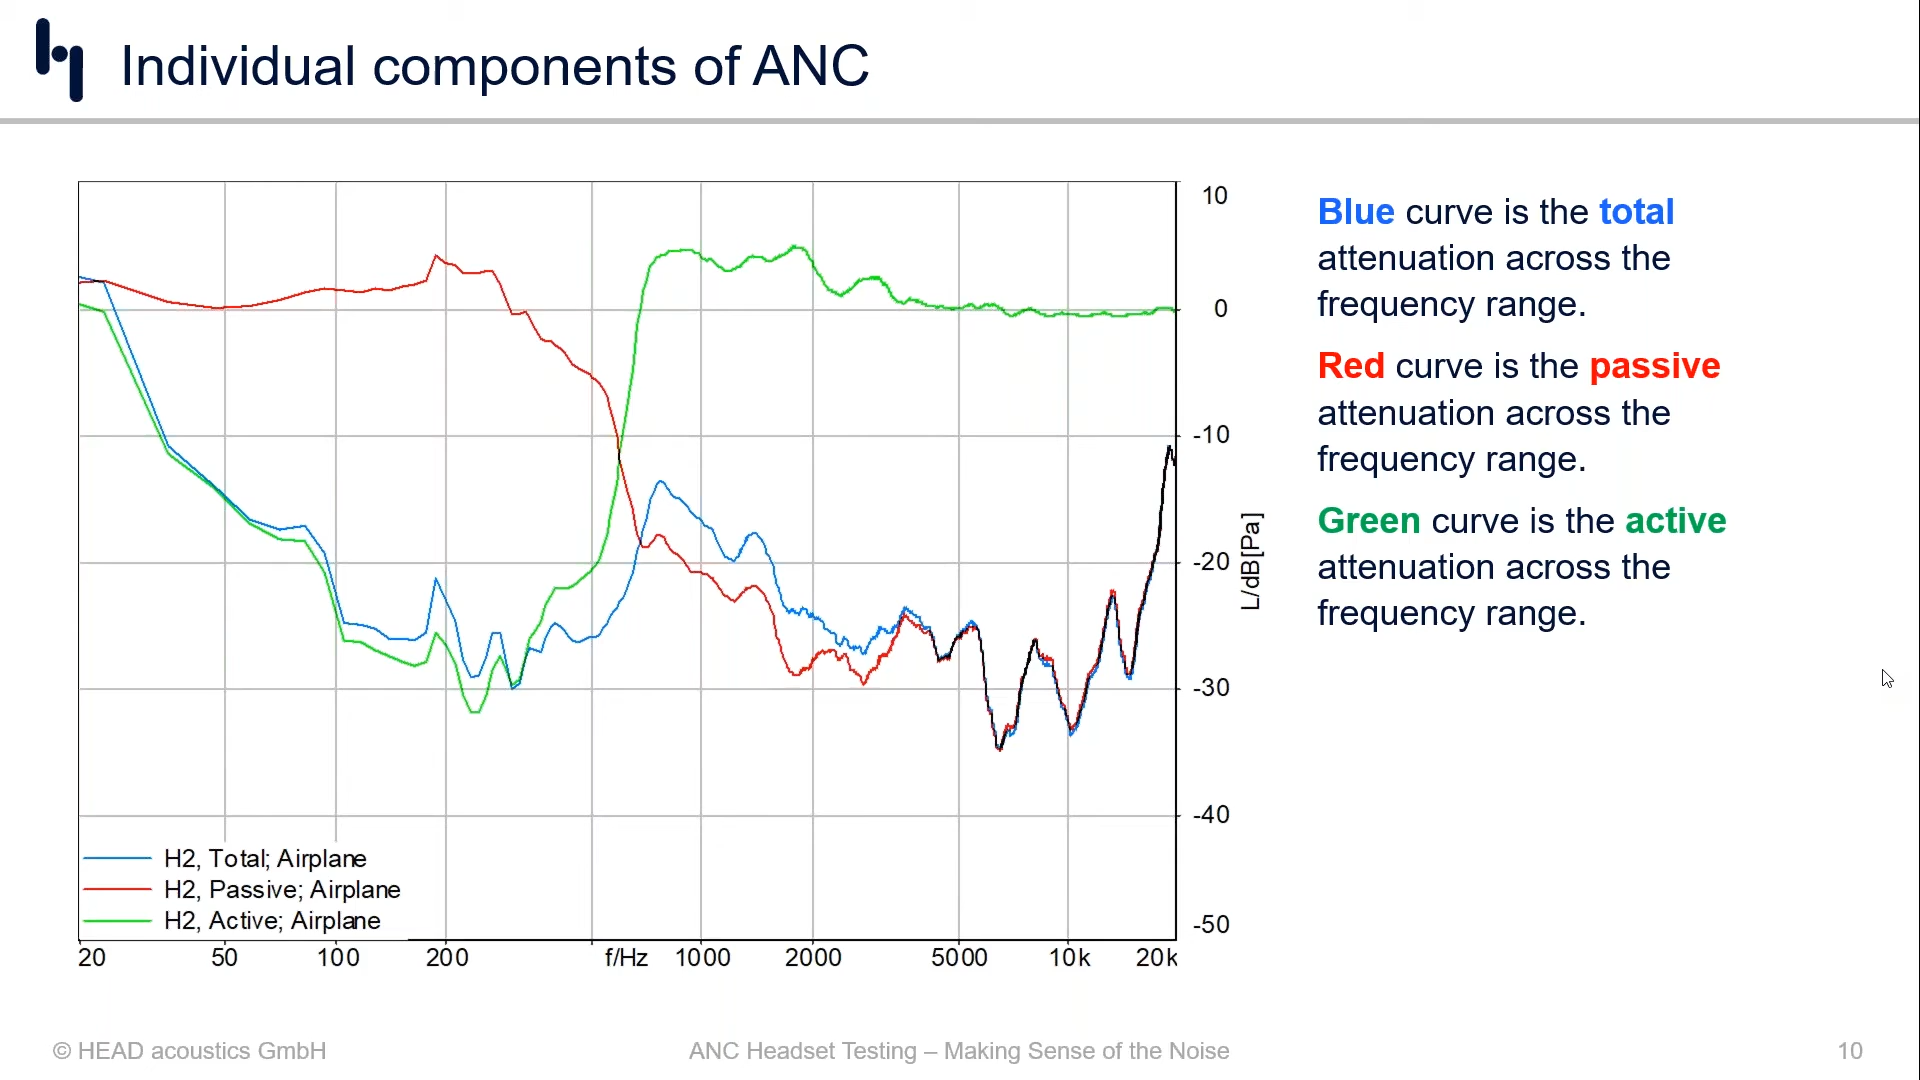 Individual components of ANC
10
0
-10
-20
-30
-40
-50
L/dB[Pa]
H2, Total; Airplane
H2, Passive; Airplane
H2, Active; Airplane
20 50 100 200 f/Hz 1000 2000 5000 10k 20k
Blue curve is the total
attenuation across the
frequency range.
Red curve is the passive
attenuation across the
frequency range.
Green curve is the active
attenuation across the
frequency range.
© HEAD acoustics GmbH
ANC Headset Testing – Making Sense of the Noise
10